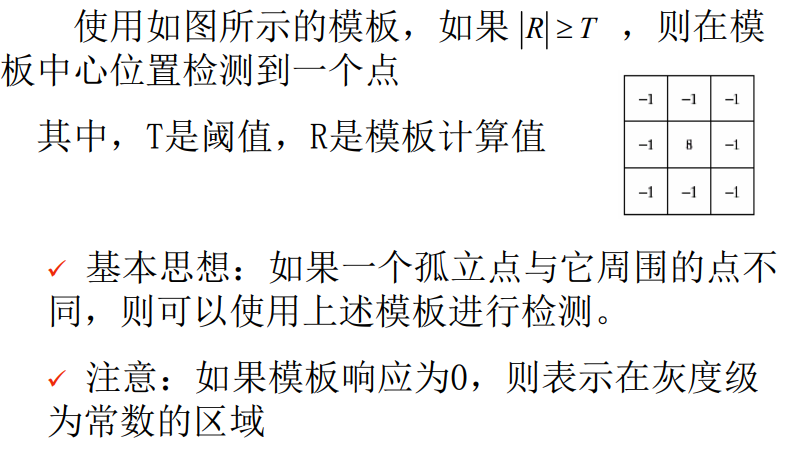 使用如图所示的模板，如果 |R| ≥ T ，则在模
板中心位置检测到一个点
其中，T是阈值，R是模板计算值
-1 -1 -1
-1 8 -1
-1 -1 -1
✓ 基本思想：如果一个孤立点与它周围的点不
同，则可以使用上述模板进行检测。
✓ 注意：如果模板响应为0，则表示在灰度级
为常数的区域